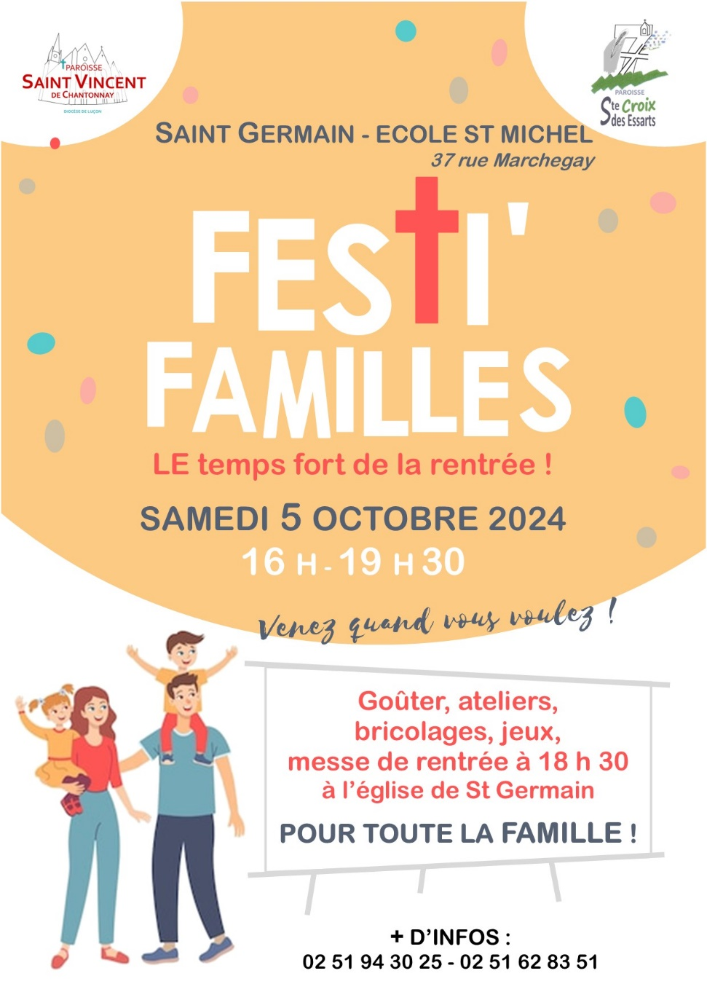 PAROISSE
SAINT VINCENT
DE CHANTONNAY
DIOCÈSE DE LUÇON
PAROISSE
Ste Croix
des Essarts
SAINT GERMAIN - ECOLE ST MICHEL
37 rue Marchegay
FESTI'
FAMILLES
LE temps fort de la rentrée !
SAMEDI 5 OCTOBRE 2024
16 H - 19 H 30
Venez quand vous voulez !
Goûter, ateliers,
bricolages, jeux,
messe de rentrée à 18 h 30
à l'église de St Germain
POUR TOUTE LA FAMILLE !
+ D'INFOS :
02 51 94 30 25 - 02 51 62 83 51